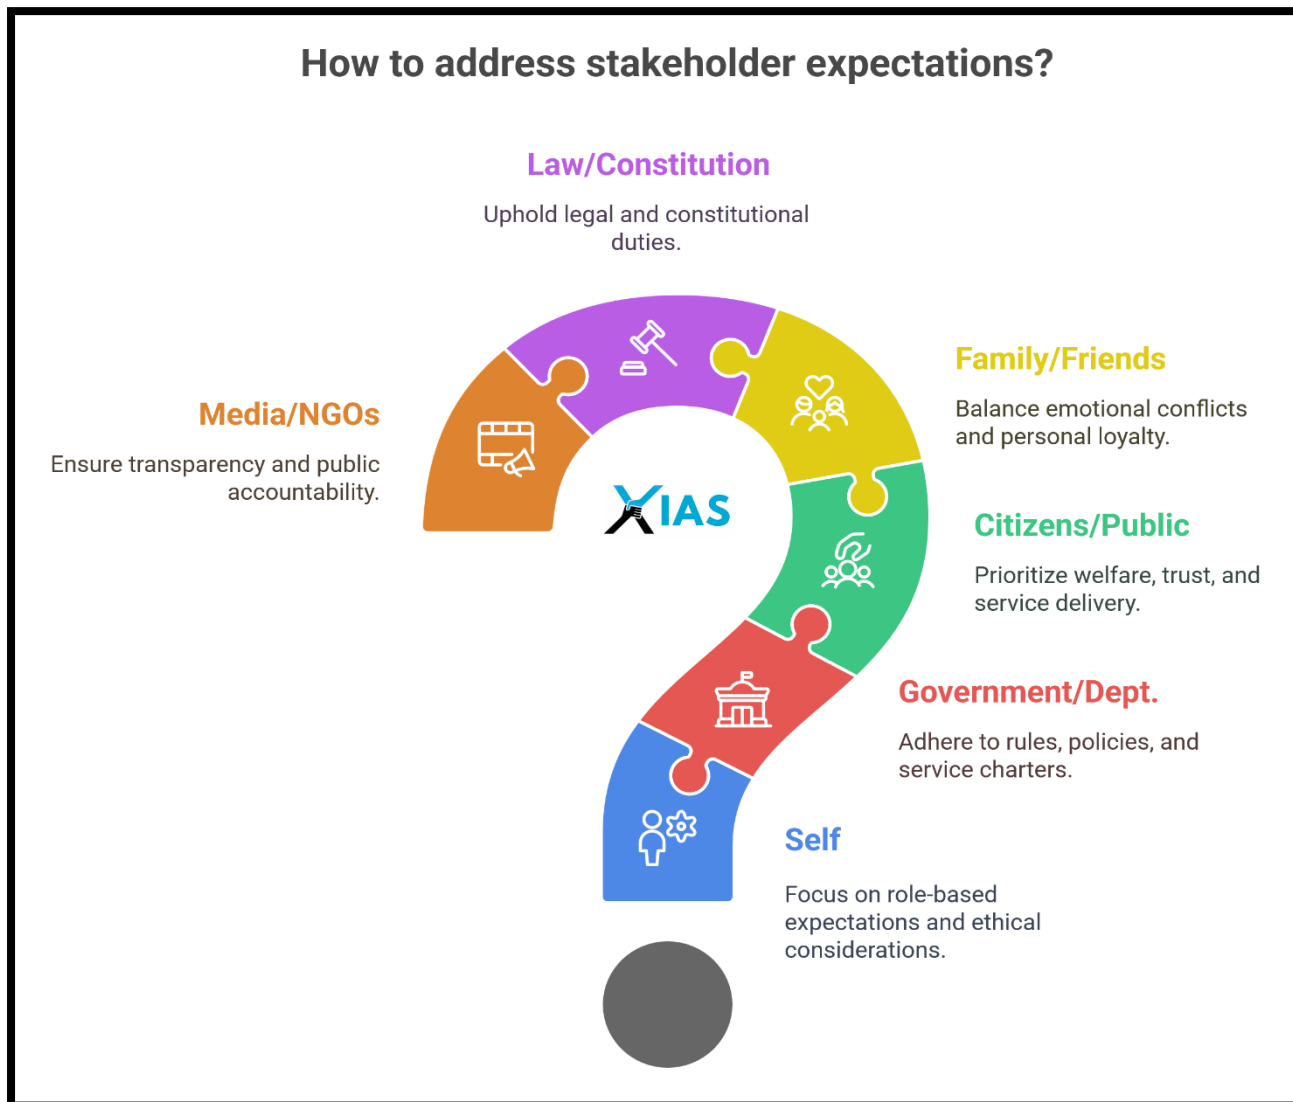 How to address stakeholder expectations?
Law/Constitution
Uphold legal and constitutional
duties.
Family/Friends
Balance emotional conflicts
and personal loyalty.
Media/NGOs
Ensure transparency and public
accountability.
XIAS
Citizens/Public
Prioritize welfare, trust, and
service delivery.
Government/Dept.
Adhere to rules, policies, and
service charters.
Self
Focus on role-based
expectations and ethical
considerations.